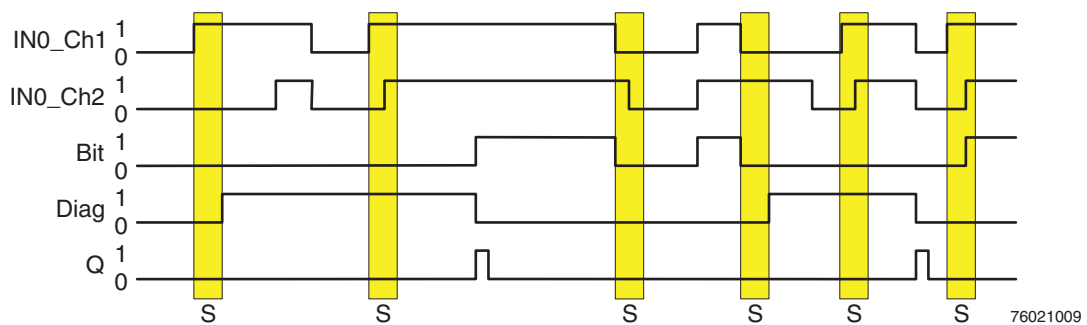 IN0_Ch1 1
0
IN0_Ch2 1
0
Bit 1
0
Diag 1
0
Q 1
0
S S S S S S 76021009